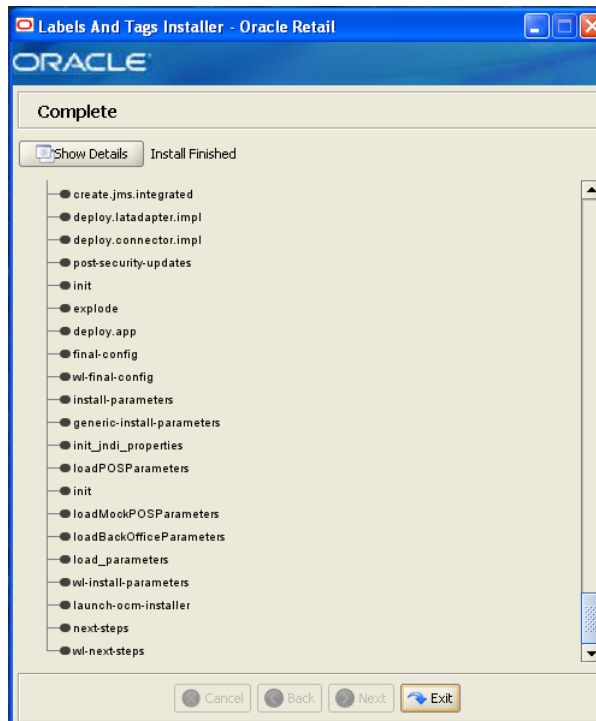 Labels And Tags Installer - Oracle Retail
ORACLE
Complete
Show Details Install Finished
create.jms.integrated
deploy.latadapter.impl
deploy.connector.impl
post-security-updates
init
explode
deploy.app
final-config
wl-final-config
install-parameters
generic-install-parameters
init_jndi_properties
loadPOSParameters
init
loadMockPOSParameters
loadBackOfficeParameters
load_parameters
wl-install-parameters
launch-ocm-installer
next-steps
wl-next-steps
Cancel Back Next Exit